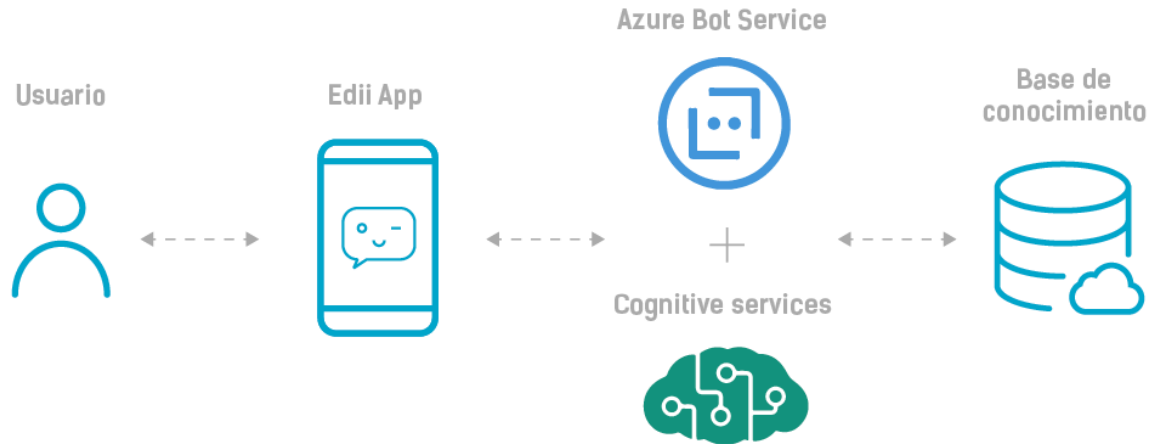 Usuario
Edii App
Azure Bot Service
Cognitive services
Base de
conocimiento